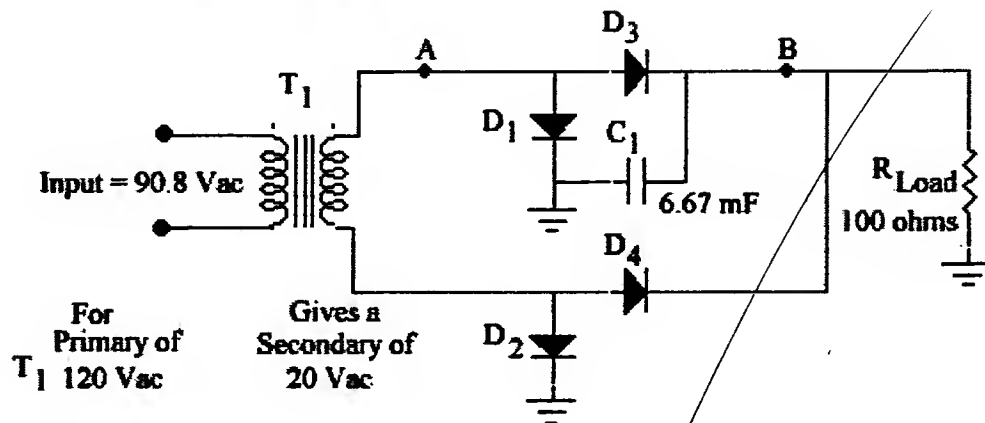 D3
A
B
T1
D1
C1
Input = 90.8 Vac
6.67 mF
RLoad
100 ohms
D4
D2
For
Primary of
T1 120 Vac
Gives a
Secondary of
20 Vac